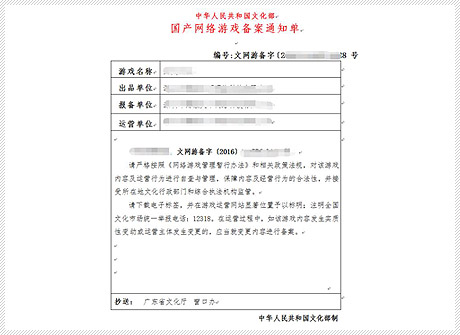 中华人民共和国文化部
国产网络游戏备案通知单
编号:文网游备字[2 8 号
游戏名称
出品单位
报备单位
运营单位
文网游备字（2016）
请严格按照《网络游戏管理暂行办法》和相关政策法规，对该游戏
内容及运营行为进行自查与管理，保障内容及经营行为的合法性，并接
受所在地文化行政部门和综合执法机构监管。
请下载电子标签，并在游戏运营网站显著位置予以标明；注明全国
文化市场统一举报电话：12318。在运营过程中，如该游戏内容发生实质
性变动或运营主体发生变更的，应当就变更内容进行备案。
抄送： 广东省文化厅 窗口办
中华人民共和国文化部制